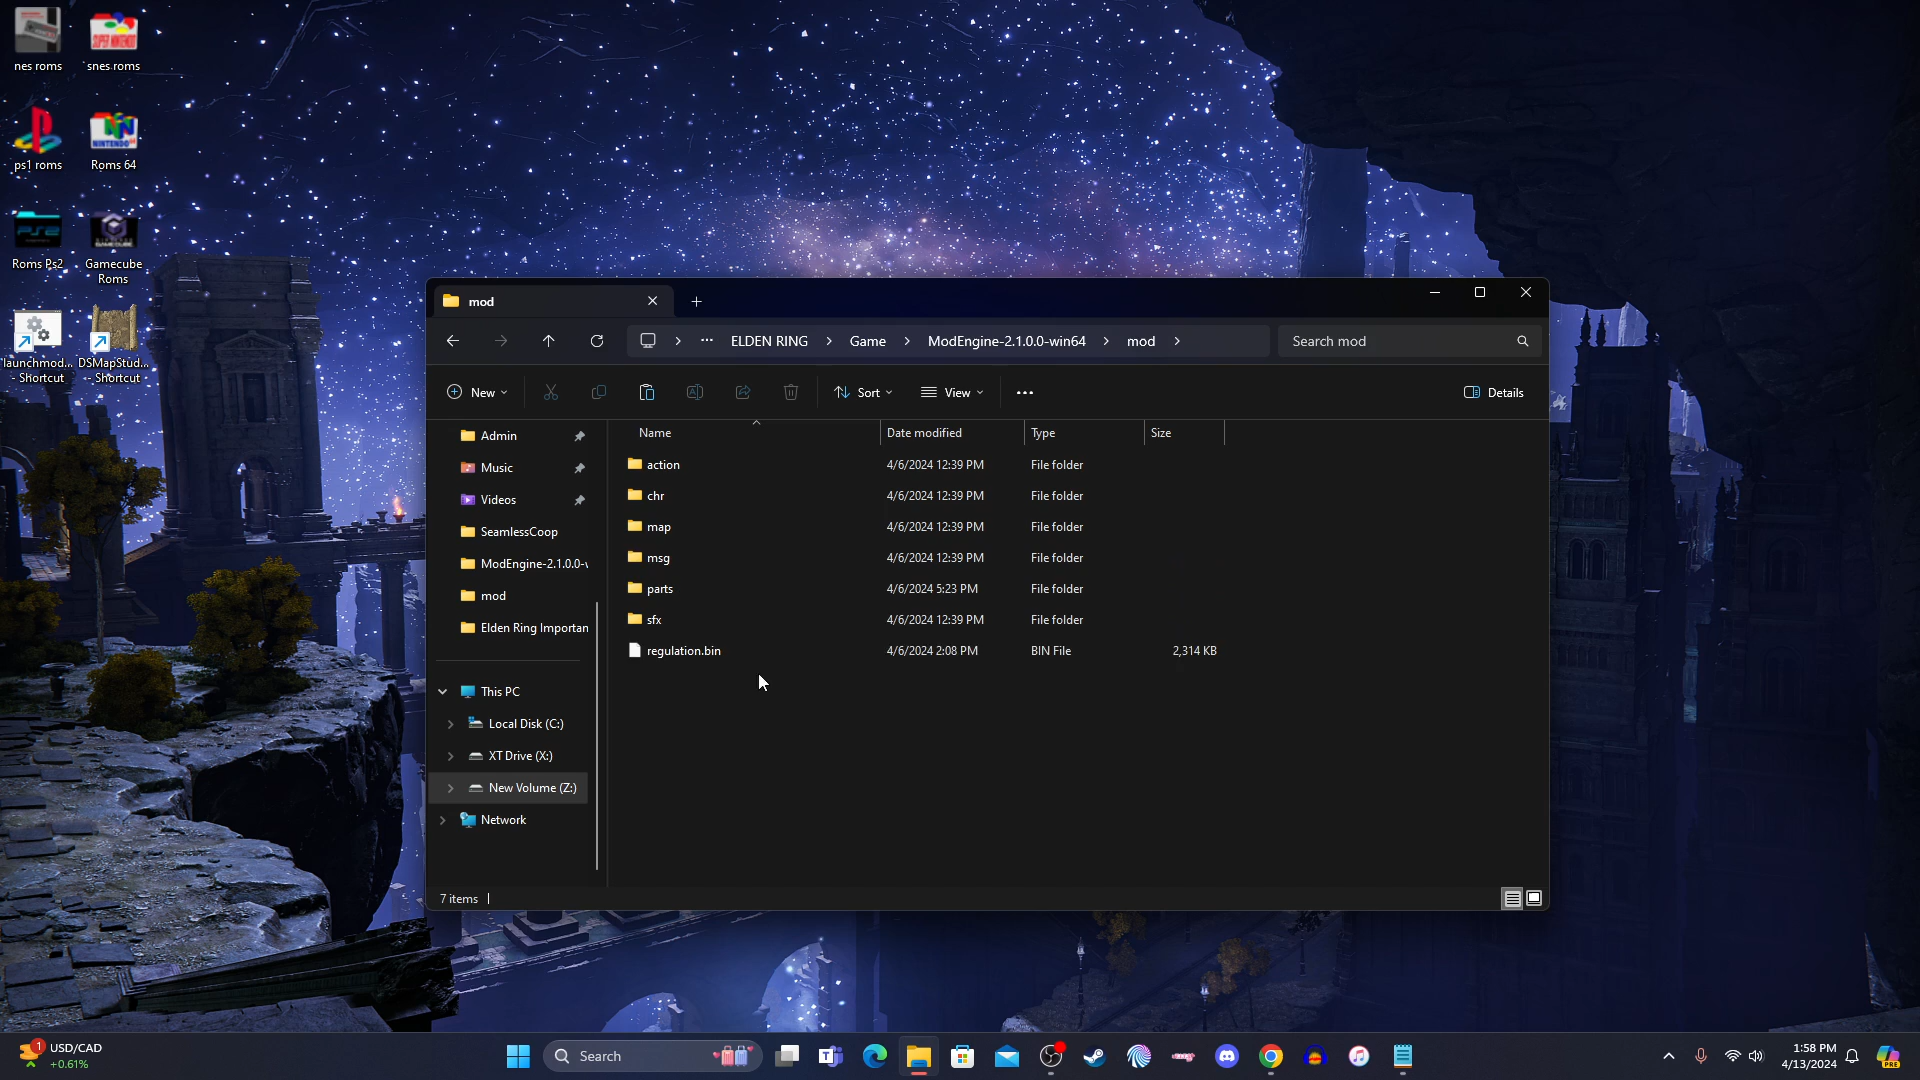 nes roms
snes roms
ps1 roms
Roms 64
Roms Ps2
Gamecube
Roms
launchmod...
- Shortcut
DSMapStud...
- Shortcut
mod
ELDEN RING
Game
ModEngine-2.1.0.0-win64
mod
Search mod
New
Sort
View
Details
Admin
Music
Videos
SeamlessCoop
ModEngine-2.1.0.0-
mod
Elden Ring Importan
This PC
Local Disk (C:)
XT Drive (X:)
New Volume (Z:)
Network
Name Date modified Type Size
action 4/6/2024 12:39 PM File folder
chr 4/6/2024 12:39 PM File folder
map 4/6/2024 12:39 PM File folder
msg 4/6/2024 12:39 PM File folder
parts 4/6/2024 5:23 PM File folder
sfx 4/6/2024 12:39 PM File folder
regulation.bin 4/6/2024 2:08 PM BIN File 2,314 KB
7 items
1
USD/CAD
+0.61%
Search
1:58 PM
4/13/2024
PRE